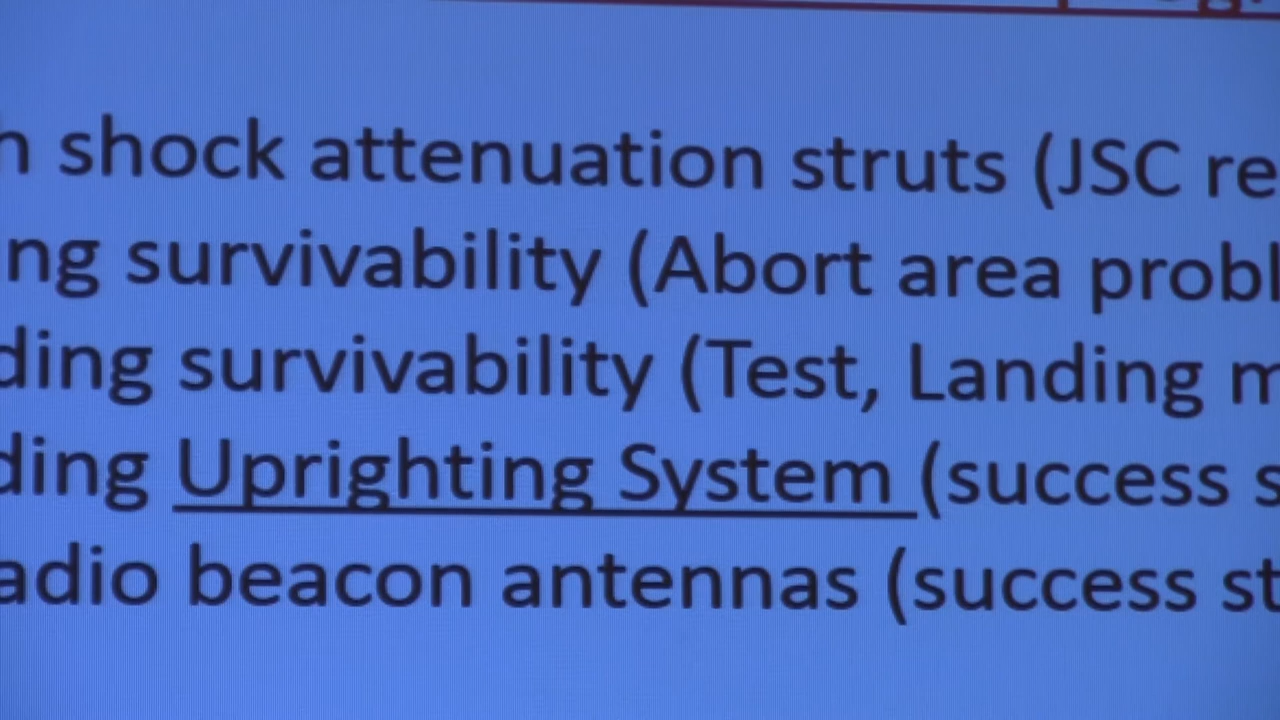 shock attenuation struts (JSC re
ng survivability (Abort area probl
ding survivability (Test, Landing m
ding Uprighting System (success s
adio beacon antennas (success st